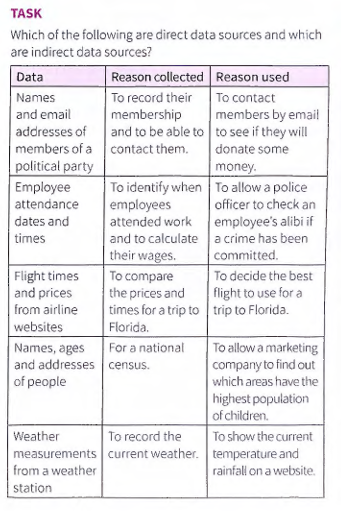 TASK
Which of the following are direct data sources and which
are indirect data sources?
Data
Reason collected
Reason used
Names
and email
addresses of
members of a
political party
To record their
membership
and to be able to
contact them.
To contact
members by email
to see if they will
donate some
money.
Employee
attendance
dates and
times
To identify when
employees
attended work
and to calculate
their wages.
To allow a police
officer to check an
employee's alibi if
a crime has been
committed.
Flight times
and prices
from airline
websites
To compare
the prices and
times for a trip to
Florida.
To decide the best
flight to use for a
trip to Florida.
Names, ages
and addresses
of people
For a national
census.
To allow a marketing
company to find out
which areas have the
highest population
of children.
Weather
measurements
from a weather
station
To record the
current weather.
To show the current
temperature and
rainfall on a website.